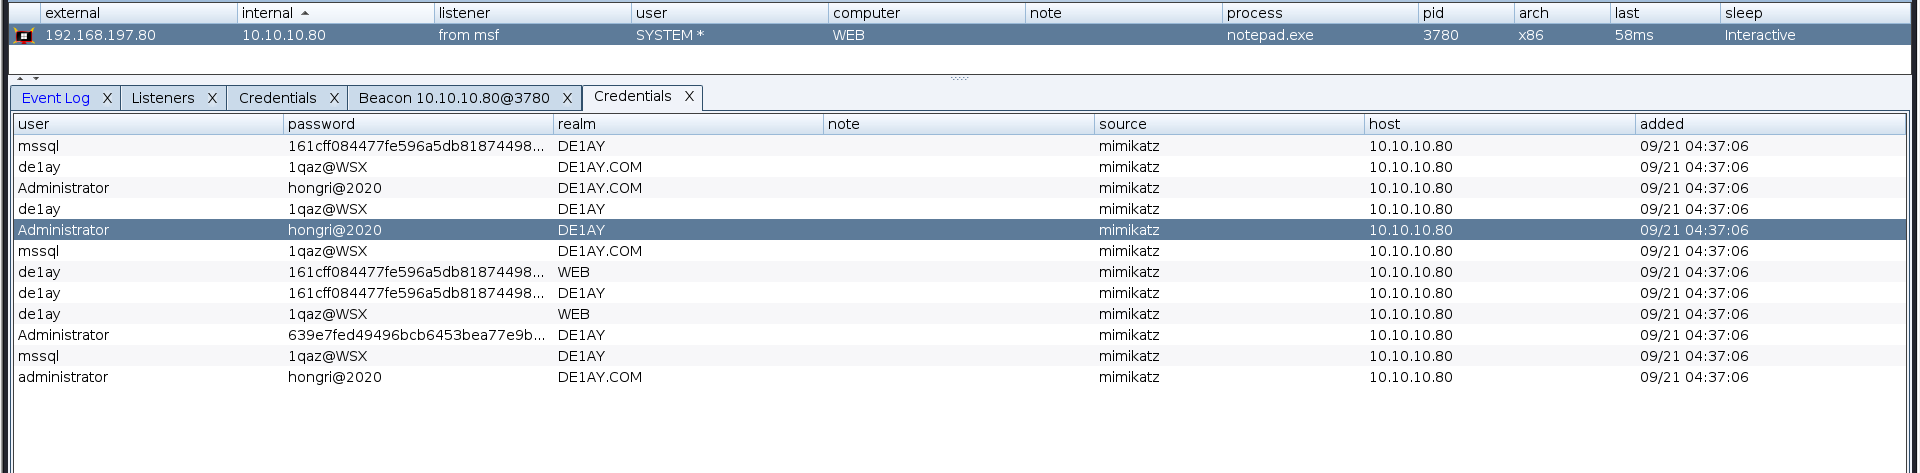 external internal listener user computer note process pid arch last sleep
192.168.197.80 10.10.10.80 from msf SYSTEM * WEB notepad.exe 3780 x86 58ms Interactive
Event Log X Listeners X Credentials X Beacon 10.10.10.80@3780 X Credentials X
user password realm note source host added
mssql 161cff084477fe596a5db81874498... DE1AY mimikatz 10.10.10.80 09/21 04:37:06
de1ay 1qaz@WSX DE1AY.COM mimikatz 10.10.10.80 09/21 04:37:06
Administrator hongri@2020 DE1AY.COM mimikatz 10.10.10.80 09/21 04:37:06
de1ay 1qaz@WSX DE1AY mimikatz 10.10.10.80 09/21 04:37:06
Administrator hongri@2020 DE1AY mimikatz 10.10.10.80 09/21 04:37:06
mssql 1qaz@WSX DE1AY.COM mimikatz 10.10.10.80 09/21 04:37:06
de1ay 161cff084477fe596a5db81874498... WEB mimikatz 10.10.10.80 09/21 04:37:06
de1ay 161cff084477fe596a5db81874498... DE1AY mimikatz 10.10.10.80 09/21 04:37:06
de1ay 1qaz@WSX WEB mimikatz 10.10.10.80 09/21 04:37:06
Administrator 639e7fed49496bcb6453bea77e9b... DE1AY mimikatz 10.10.10.80 09/21 04:37:06
mssql 1qaz@WSX DE1AY mimikatz 10.10.10.80 09/21 04:37:06
administrator hongri@2020 DE1AY.COM mimikatz 10.10.10.80 09/21 04:37:06